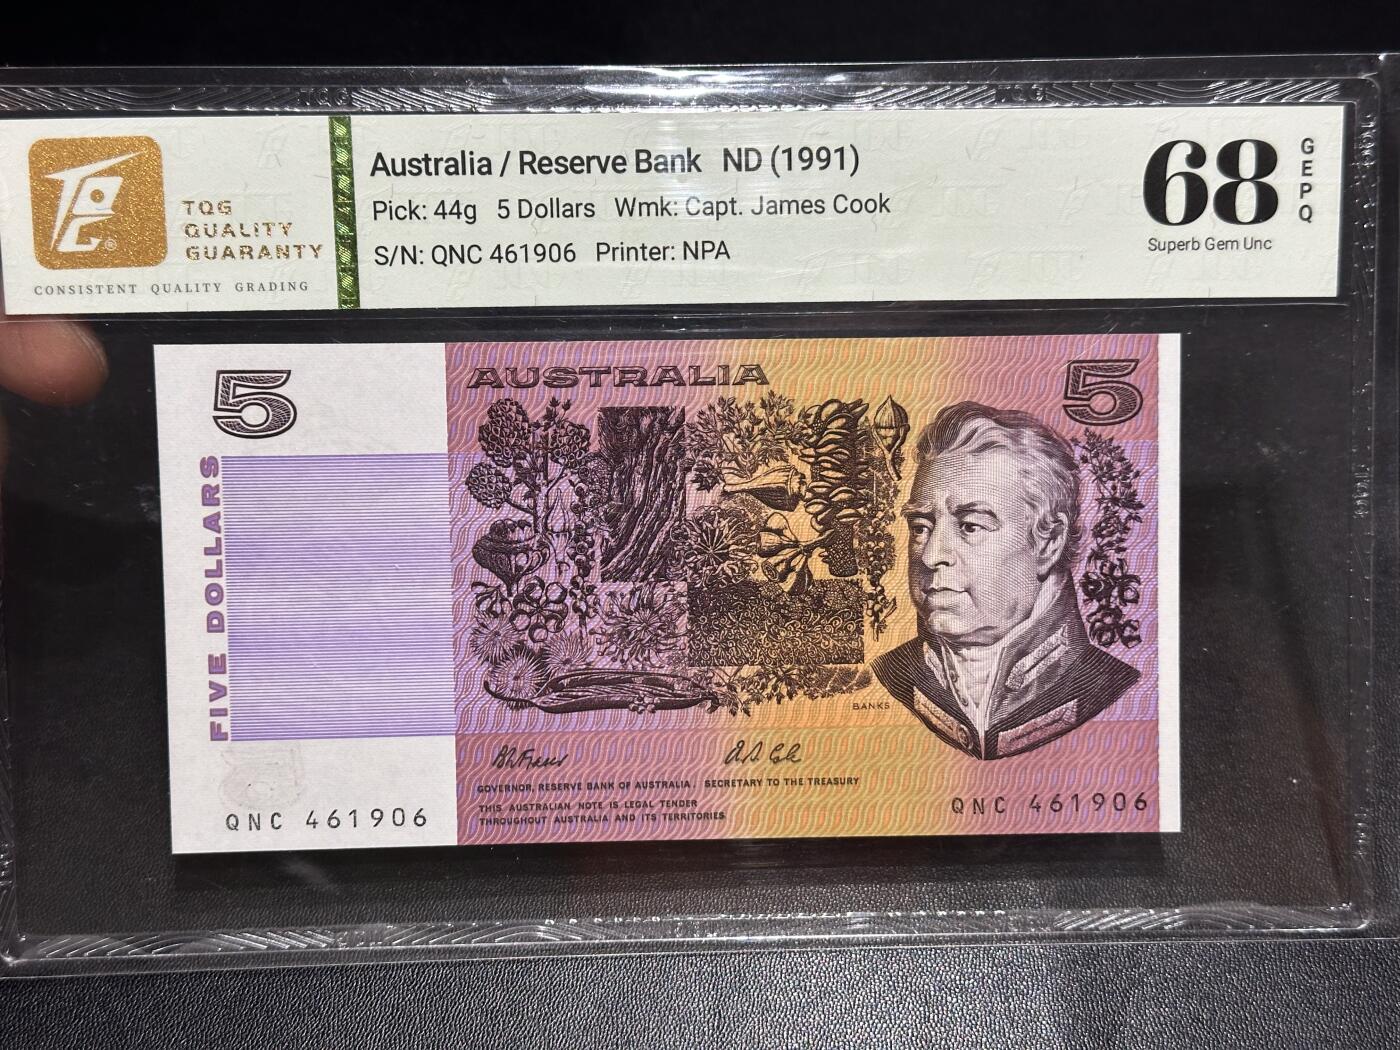 TQG
QUALITY
GUARANTY
CONSISTENT QUALITY GRADING
Australia / Reserve Bank ND (1991)
Pick: 44g 5 Dollars Wmk: Capt. James Cook
S/N: QNC 461906 Printer: NPA
68
GEPQ
Superb Gem Unc
5
AUSTRALIA
5
FIVE DOLLARS
BANKS
GOVERNOR, RESERVE BANK OF AUSTRALIA.
SECRETARY TO THE TREASURY
THIS AUSTRALIAN NOTE IS LEGAL TENDER
THROUGHOUT AUSTRALIA AND ITS TERRITORIES
QNC 461906
QNC 461906